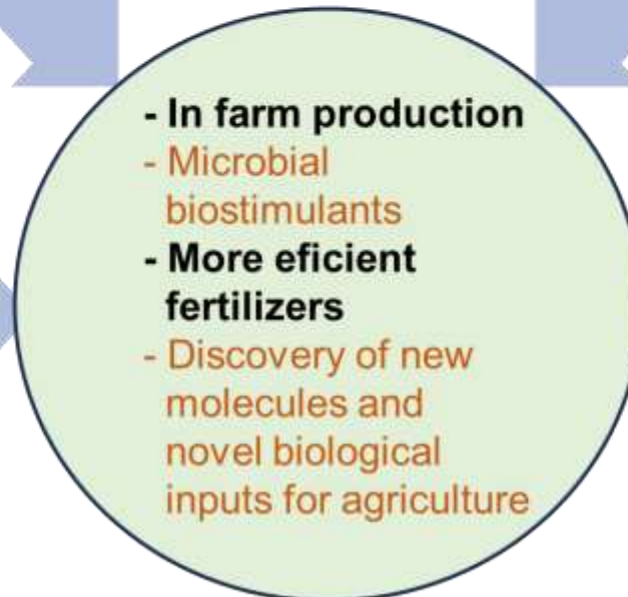 - In farm production
- Microbial
biostimulants
- More eficient
fertilizers
- Discovery of new
molecules and
novel biological
inputs for agriculture